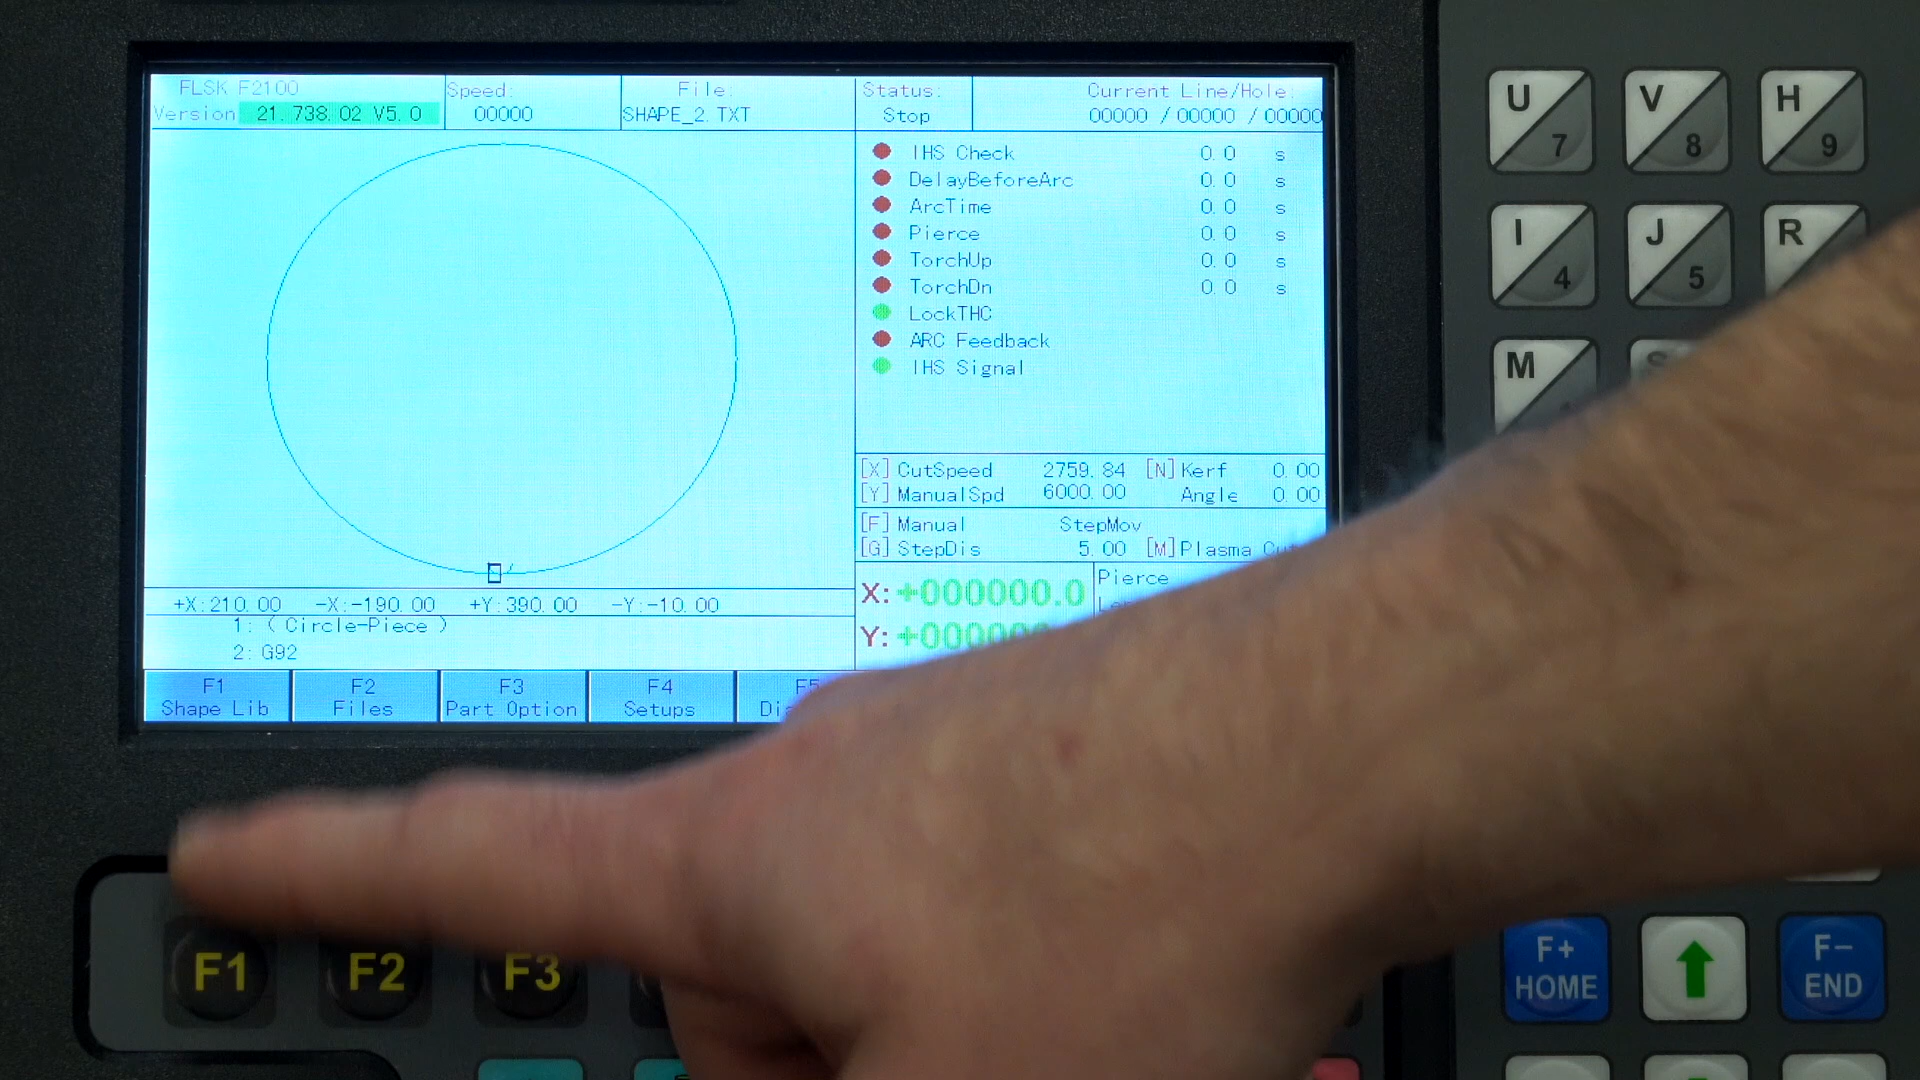 FLSK F2100
Version 21.738.02 V5.0
Speed:
00000
File:
SHAPE_2.TXT
Status:
Stop
Current Line/Hole:
00000 /00000 /00000
IHS Check 0.0 s
DelayBeforeArc 0.0 s
ArcTime 0.0 s
Pierce 0.0 s
TorchUp 0.0 s
TorchDn 0.0 s
LockTHC
ARC Feedback
IHS Signal
[X] CutSpeed 2759.84 [N] Kerf 0.00
[Y] ManualSpd 6000.00 Angle 0.00
[F] Manual StepMov
[G] StepDis 5.00 [M] Plasma
X: +000000.0
Y:
Pierce
+X:210.00 -X:-190.00 +Y:390.00 -Y:-10.00
1: ( Circle-Piece )
2: G92
F1
Shape Lib
F2
Files
F3
Part Option
F4
Setups
F5
U 7
V 8
H 9
I 4
J 5
R
M
F1
F2
F3
F+
HOME
F-
END